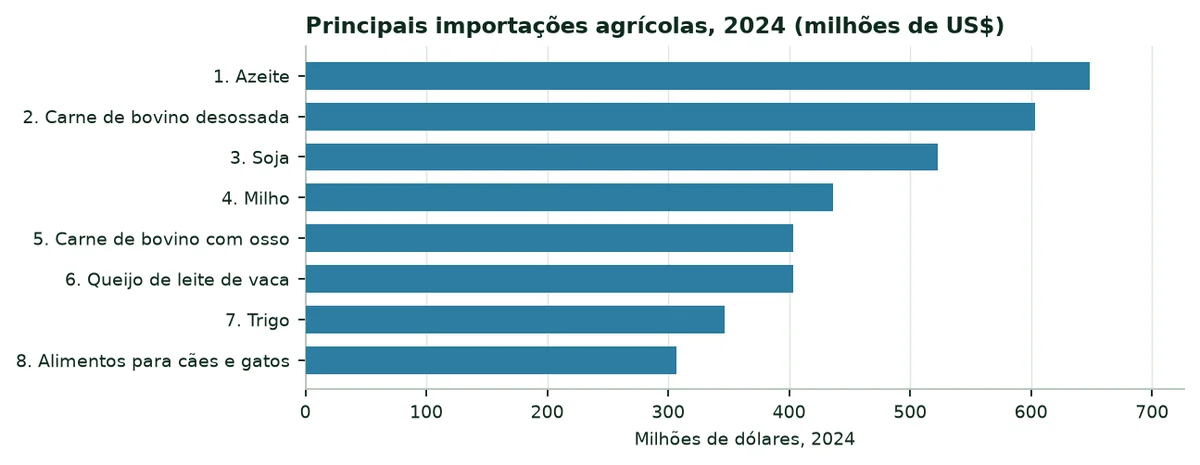 Principais importações agrícolas, 2024 (milhões de US$)
1. Azeite
2. Carne de bovino desossada
3. Soja
4. Milho
5. Carne de bovino com osso
6. Queijo de leite de vaca
7. Trigo
8. Alimentos para cães e gatos
0 100 200 300 400 500 600 700
Milhões de dólares, 2024